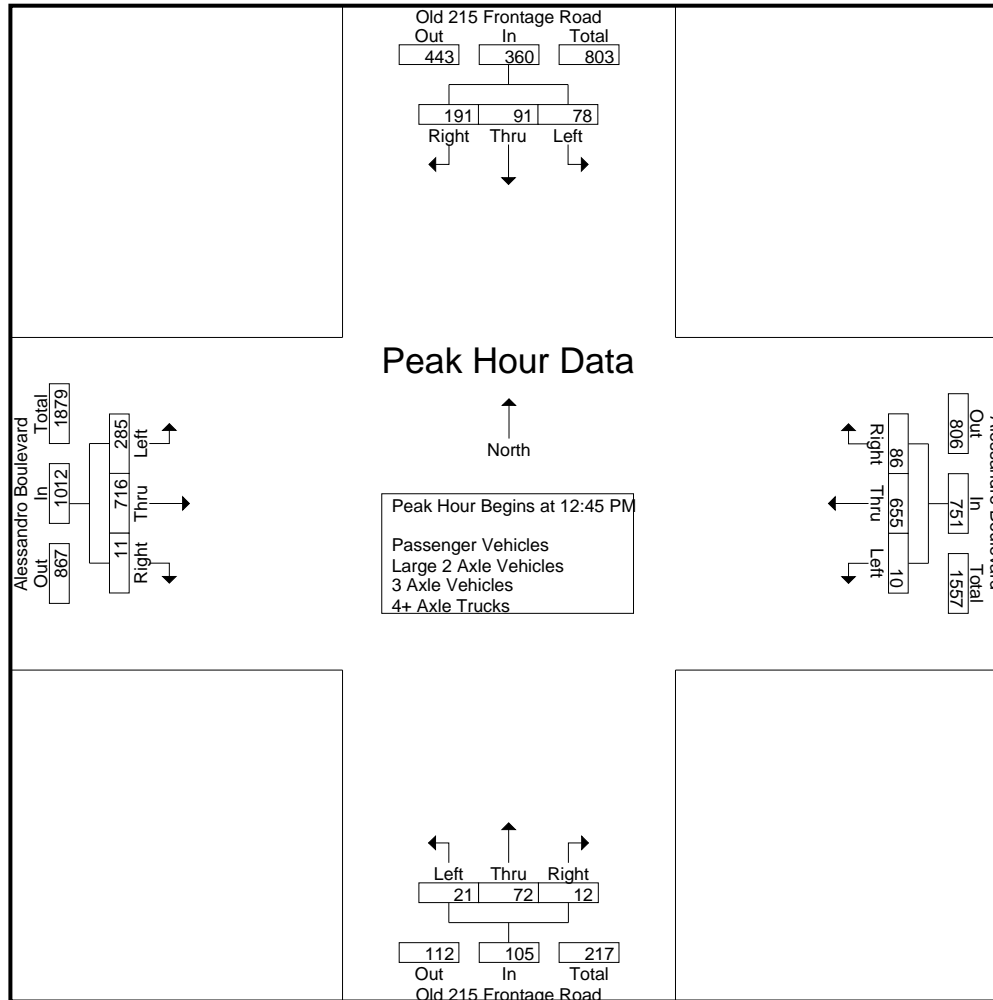 Old 215 Frontage Road
Out In Total
443 360 803
191 91 78
Right Thru Left
Peak Hour Data
North
Peak Hour Begins at 12:45 PM
Passenger Vehicles
Large 2 Axle Vehicles
3 Axle Vehicles
4+ Axle Trucks
Alessandro Boulevard
Out In Total
867 1012 1879
11 716 285
Right Thru Left
Out In Total
806 751 1557
86 655 10
Right Thru Left
Left Thru Right
21 72 12
112 105 217
Out In Total
Old 215 Frontage Road